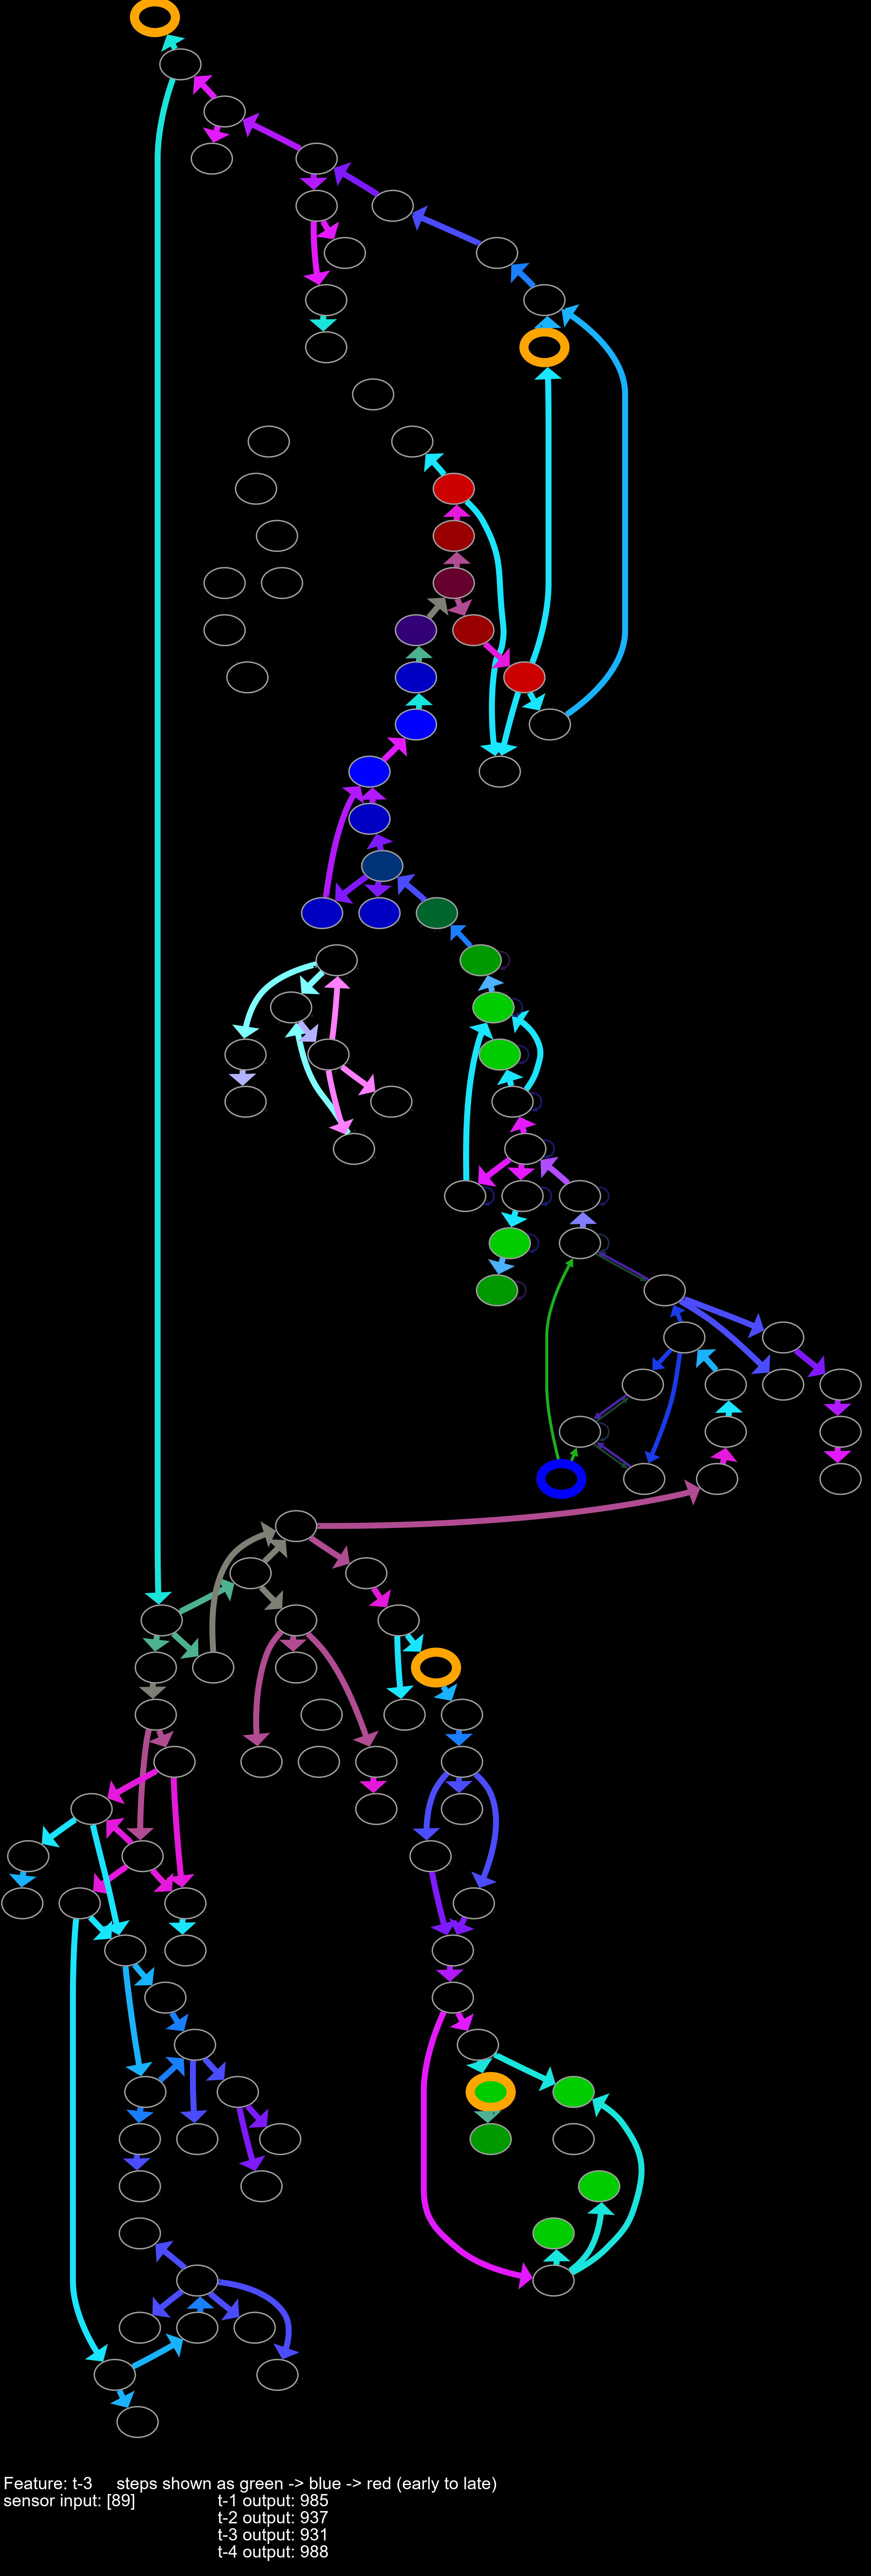 Feature: t-3 steps shown as green -> blue -> red (early to late)
sensor input: [89] t-1 output: 985
t-2 output: 937
t-3 output: 931
t-4 output: 988